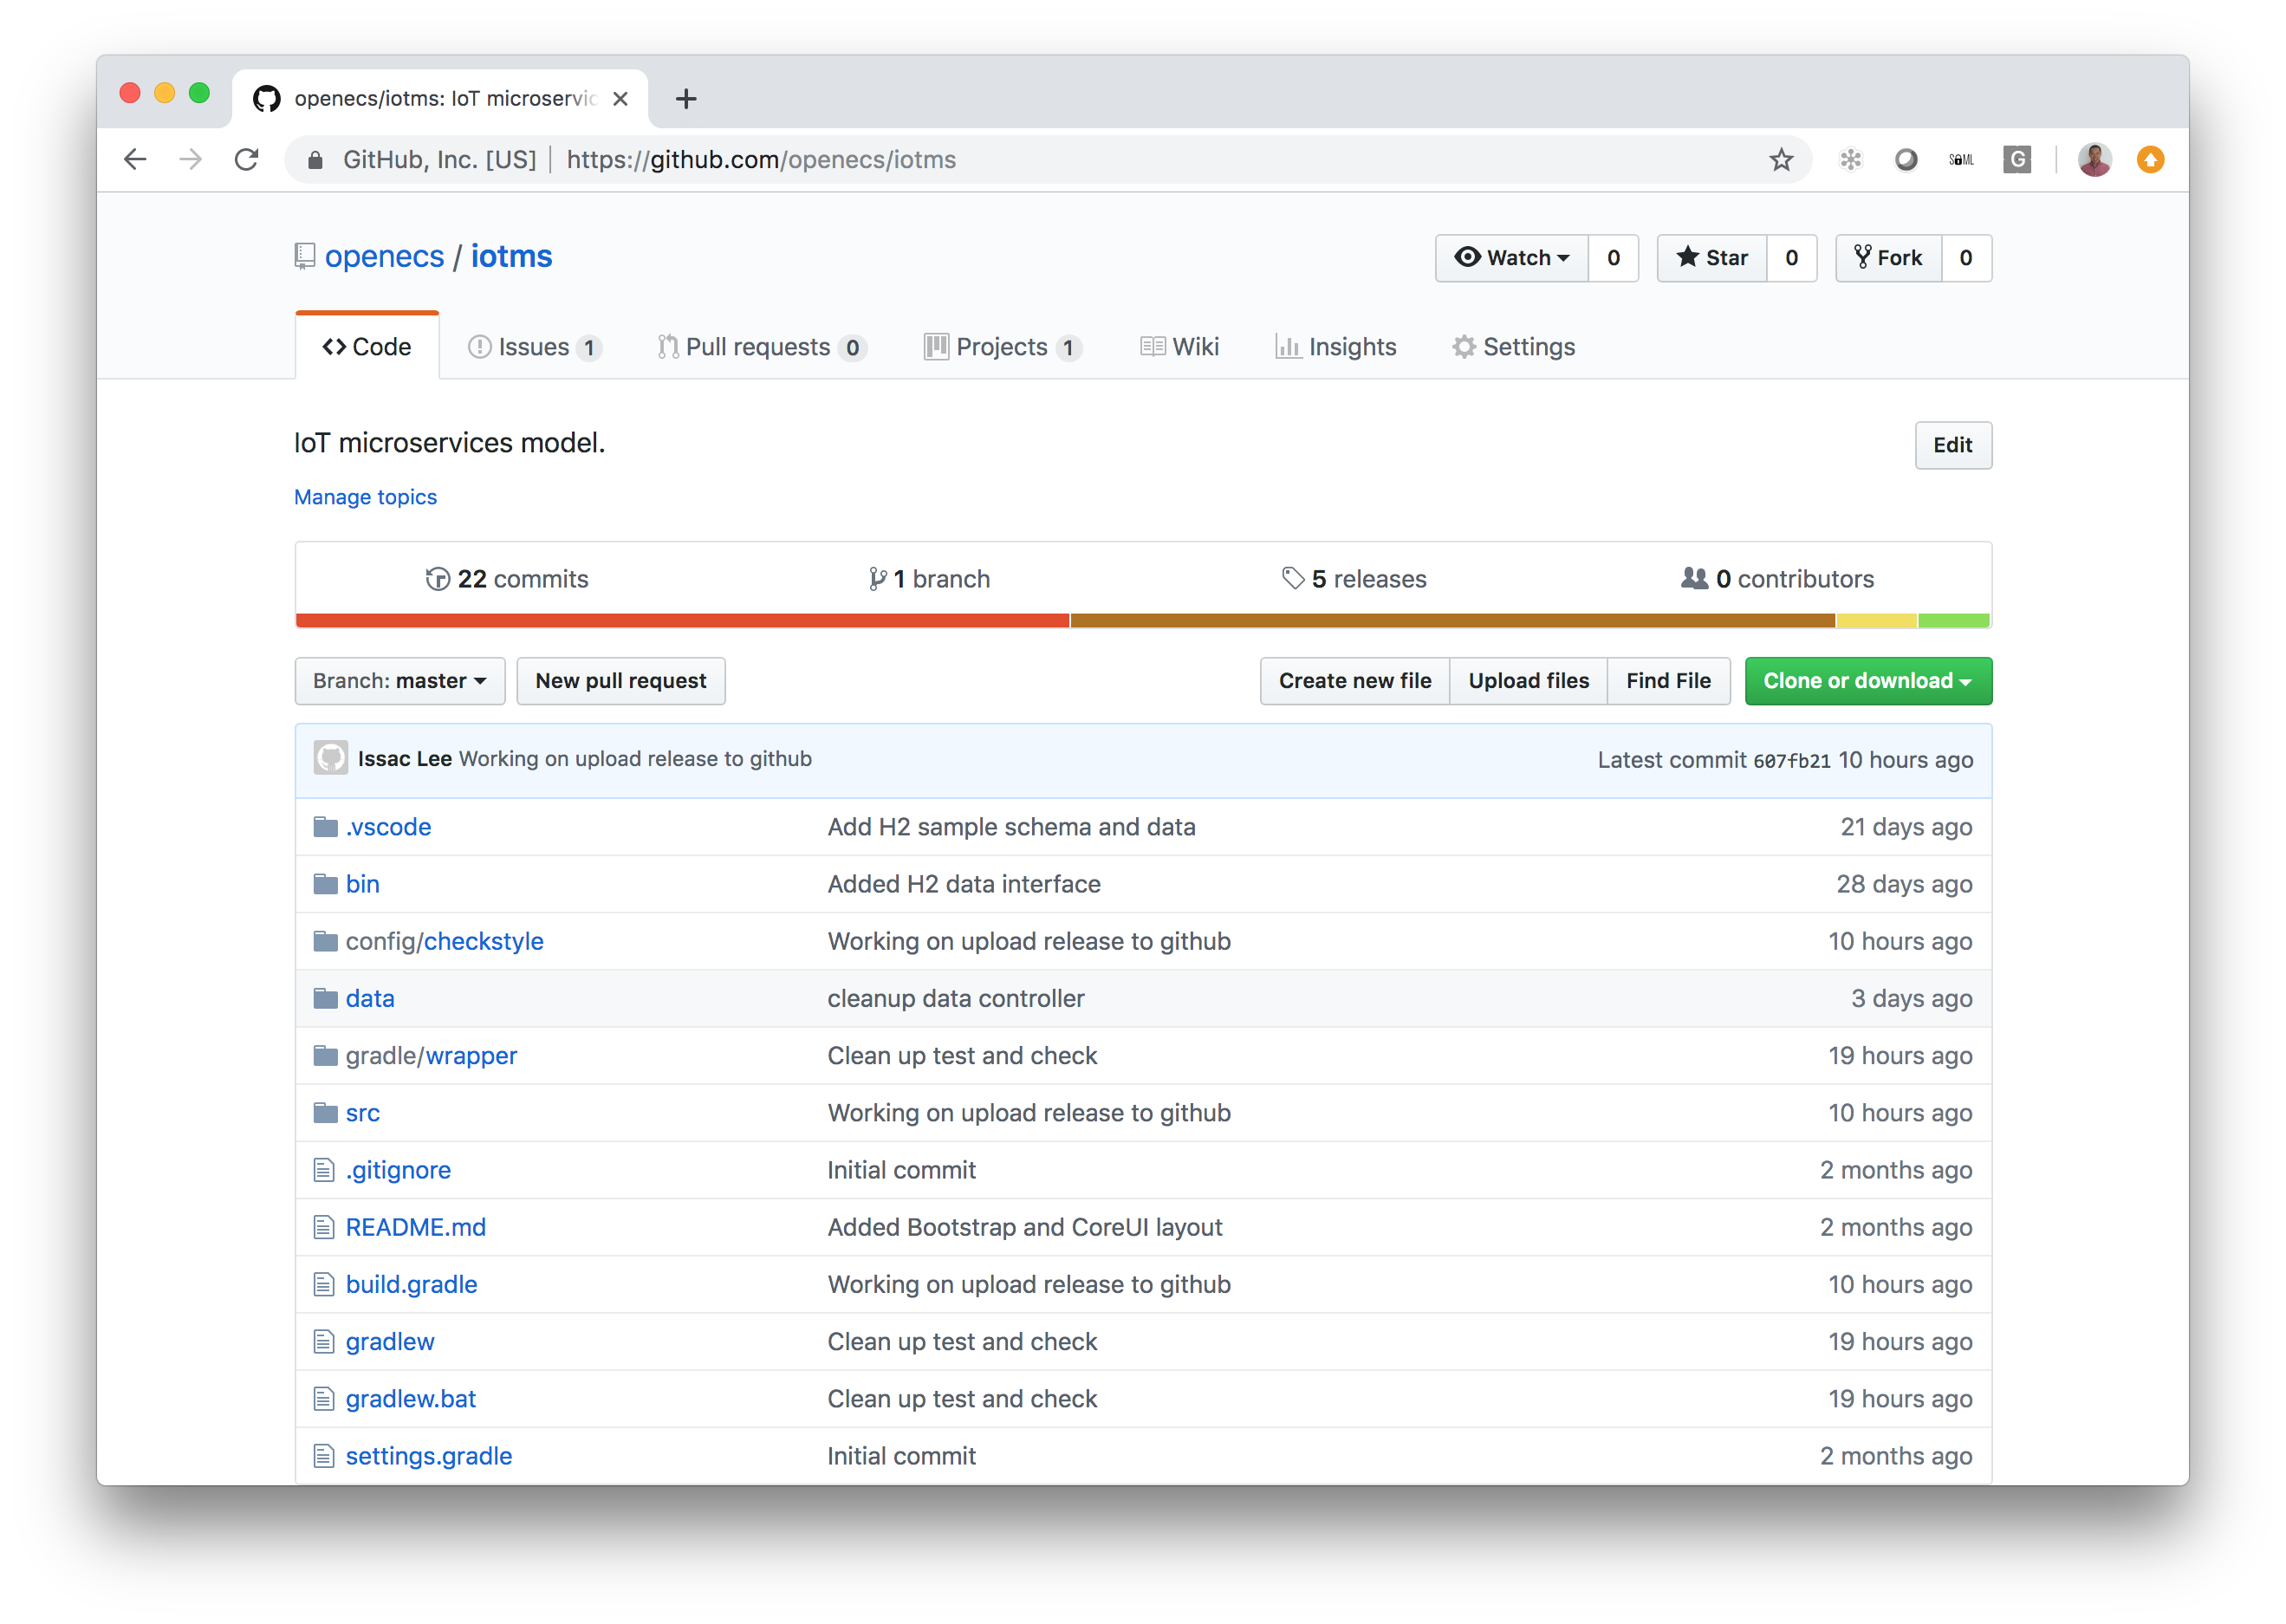 openecs/iotms: IoT microservic
GitHub, Inc. [US] | https://github.com/openecs/iotms
SAML
G
openecs / iotms
Watch 0 Star 0 Fork 0
Code Issues 1 Pull requests 0 Projects 1 Wiki Insights Settings
IoT microservices model. Edit
Manage topics
22 commits 1 branch 5 releases 0 contributors
Branch: master New pull request Create new file Upload files Find File Clone or download
Issac Lee Working on upload release to github Latest commit 607fb21 10 hours ago
.vscode Add H2 sample schema and data 21 days ago
bin Added H2 data interface 28 days ago
config/checkstyle Working on upload release to github 10 hours ago
data cleanup data controller 3 days ago
gradle/wrapper Clean up test and check 19 hours ago
src Working on upload release to github 10 hours ago
.gitignore Initial commit 2 months ago
README.md Added Bootstrap and CoreUI layout 2 months ago
build.gradle Working on upload release to github 10 hours ago
gradlew Clean up test and check 19 hours ago
gradlew.bat Clean up test and check 19 hours ago
settings.gradle Initial commit 2 months ago